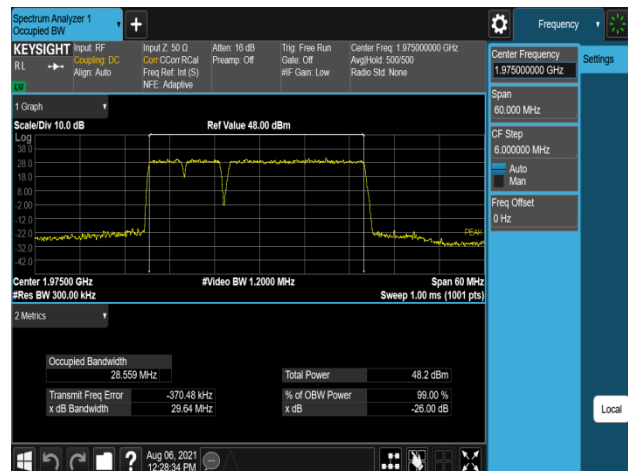 Spectrum Analyzer 1
Occupied BW
Frequency
KEYSIGHT
RL
Input: RF
Coupling: DC
Align: Auto
Input Z: 50 Ω
Corr CCorr RCal
Freq Ref: Int (S)
NFE: Adaptive
Atten: 16 dB
Preamp: Off
Trig: Free Run
Gate: Off
#IF Gain: Low
Center Freq: 1.975000000 GHz
Avg|Hold: 500/500
Radio Std: None
Center Frequency
1.975000000 GHz
Settings
Span
60.000 MHz
CF Step
6.000000 MHz
Auto
Man
Freq Offset
0 Hz
1 Graph
Scale/Div 10.0 dB
Ref Value 48.00 dBm
Log
38.0
28.0
18.0
8.00
-2.00
-12.0
-22.0
-32.0
-42.0
PEAK
Center 1.97500 GHz
#Video BW 1.2000 MHz
Span 60 MHz
#Res BW 300.00 kHz
Sweep 1.00 ms (1001 pts)
2 Metrics
Occupied Bandwidth
28.559 MHz
Total Power 48.2 dBm
Transmit Freq Error -370.48 kHz
% of OBW Power 99.00 %
x dB Bandwidth 29.64 MHz
x dB -26.00 dB
Local
Aug 06, 2021
12:28:34 PM